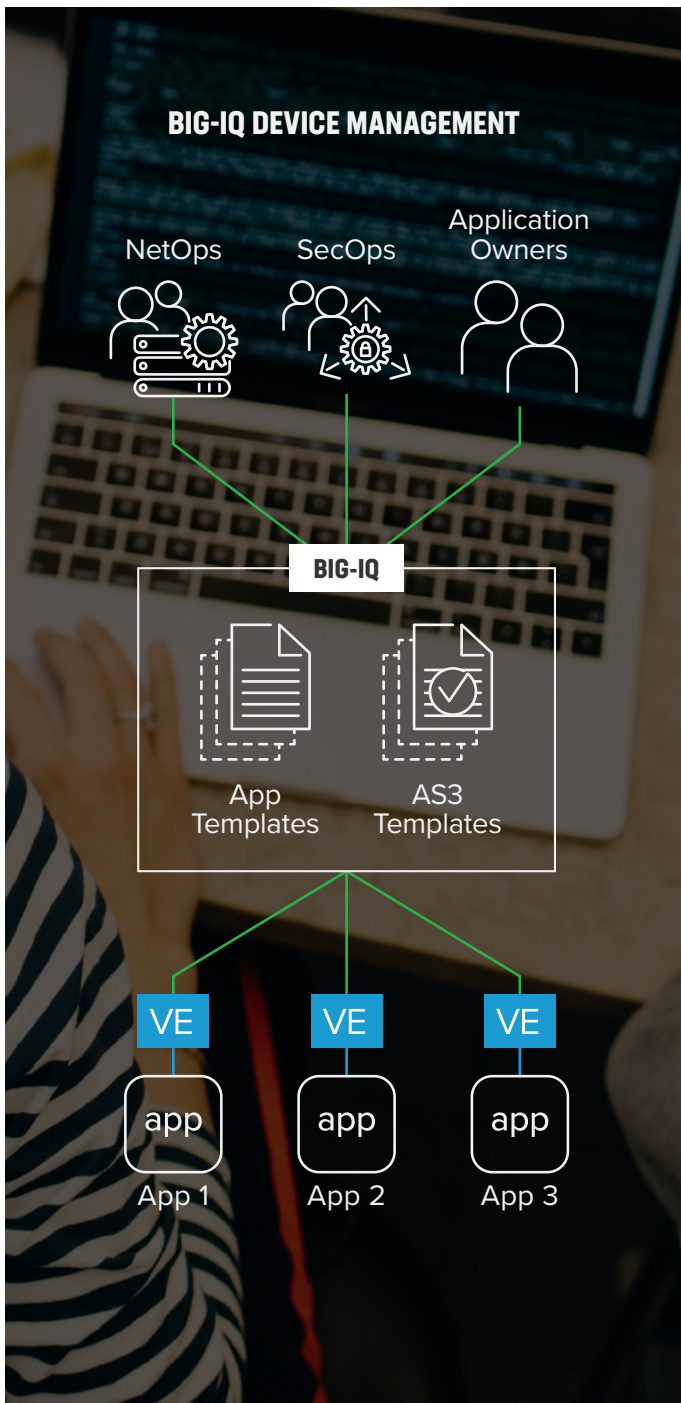 BIG-IQ DEVICE MANAGEMENT
NetOps
SecOps
Application
Owners
BIG-IQ
App
Templates
AS3
Templates
VE
VE
VE
app
app
app
App 1
App 2
App 3